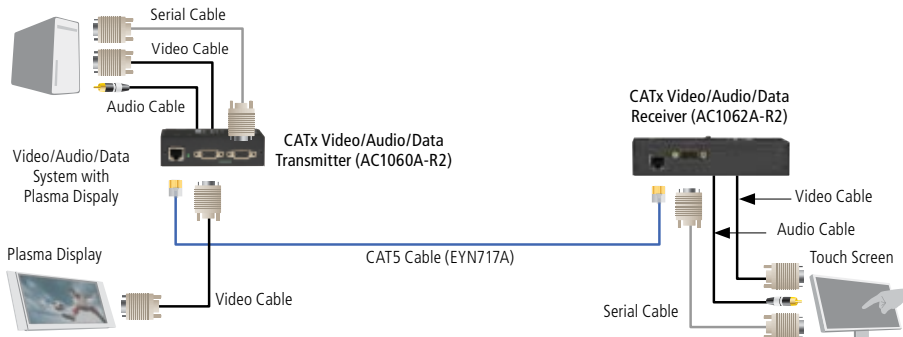 Serial Cable
Video Cable
Audio Cable
CATx Video/Audio/Data
Transmitter (AC1060A-R2)
Video/Audio/Data
System with
Plasma Dispaly
CATx Video/Audio/Data
Receiver (AC1062A-R2)
Video Cable
Audio Cable
CAT5 Cable (EYN717A)
Plasma Display
Touch Screen
Video Cable
Serial Cable